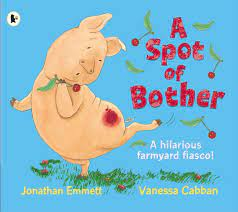 A
Spot
of
Bother
A hilarious
farmyard fiasco!
Jonathan Emmett Vanessa Cabban